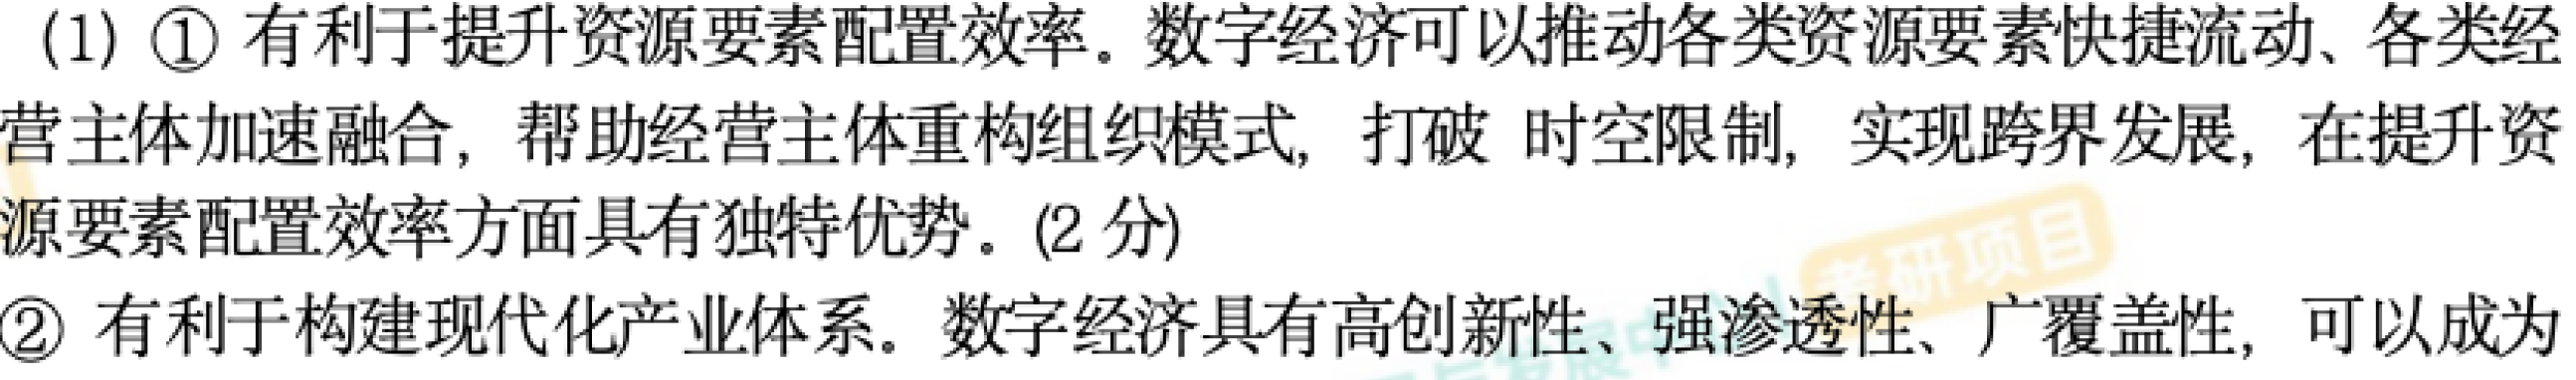 (1) ① 有利于提升资源要素配置效率。数字经济可以推动各类资源要素快捷流动、各类经
营主体加速融合, 帮助经营主体重构组织模式, 打破 时空限制, 实现跨界发展, 在提升资
源要素配置效率方面具有独特优势。(2 分)
考研项目
② 有利于构建现代化产业体系。数字经济具有高创新性、强渗透性、广覆盖性, 可以成为